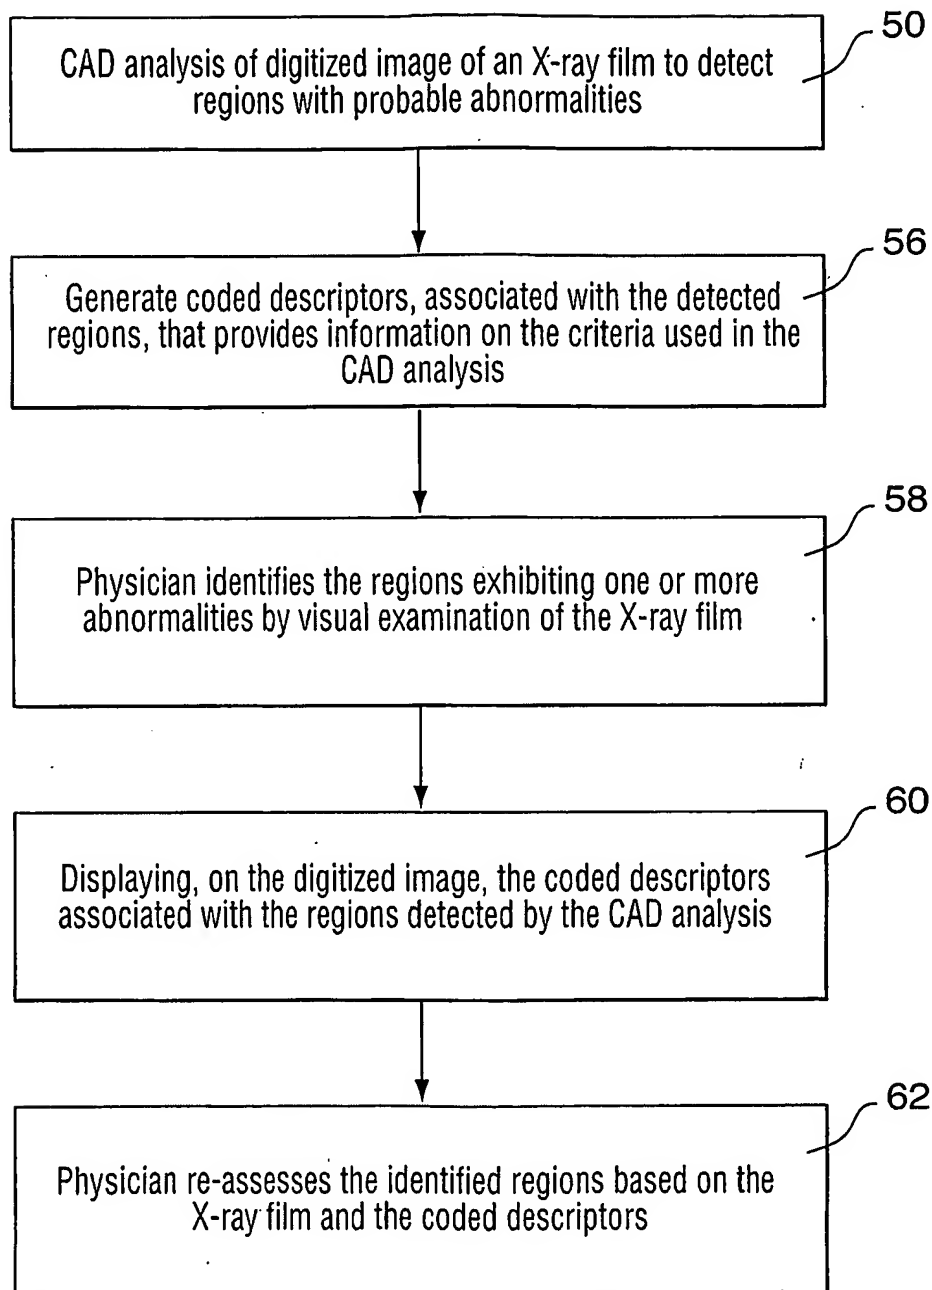 50
CAD analysis of digitized image of an X-ray film to detect
regions with probable abnormalities
56
Generate coded descriptors, associated with the detected
regions, that provides information on the criteria used in the
CAD analysis
58
Physician identifies the regions exhibiting one or more
abnormalities by visual examination of the X-ray film
60
Displaying, on the digitized image, the coded descriptors
associated with the regions detected by the CAD analysis
62
Physician re-assesses the identified regions based on the
X-ray film and the coded descriptors